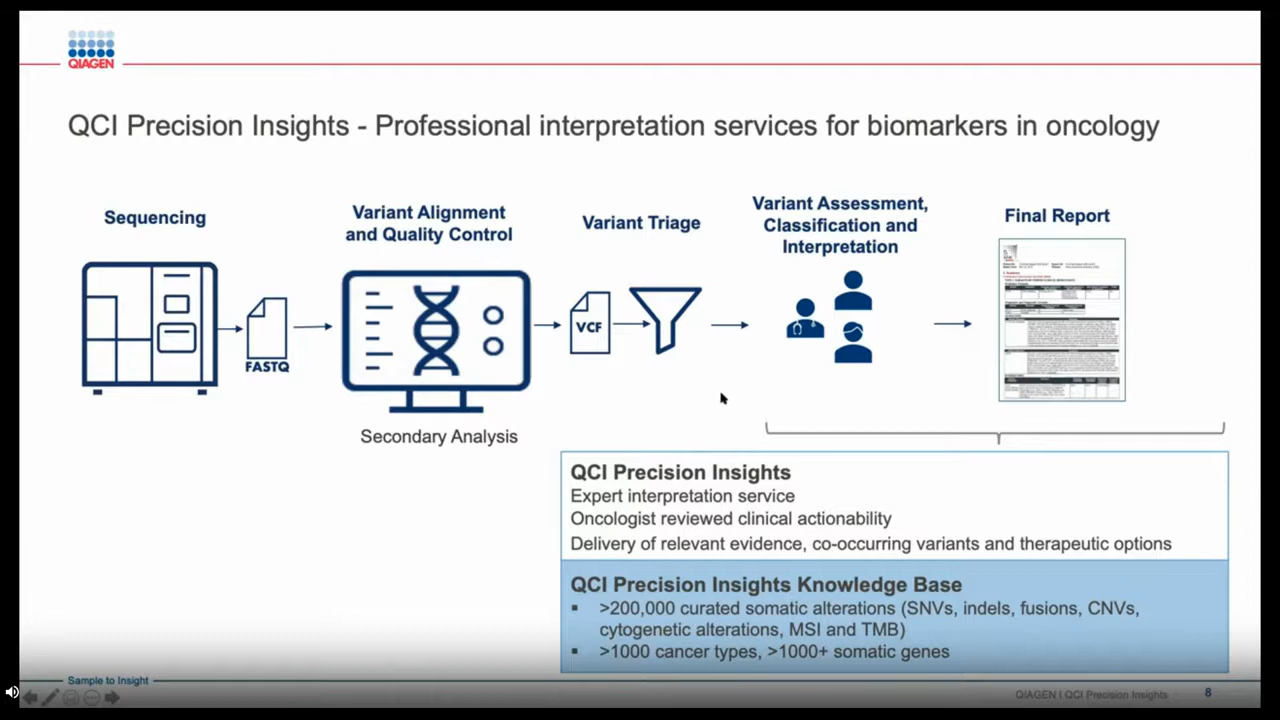 QIAGEN
QCI Precision Insights - Professional interpretation services for biomarkers in oncology
Sequencing
Variant Alignment
and Quality Control
Variant Triage
Variant Assessment,
Classification and
Interpretation
Final Report
FASTQ
VCF
Secondary Analysis
QCI Precision Insights
Expert interpretation service
Oncologist reviewed clinical actionability
Delivery of relevant evidence, co-occurring variants and therapeutic options
QCI Precision Insights Knowledge Base
▪ >200,000 curated somatic alterations (SNVs, indels, fusions, CNVs,
cytogenetic alterations, MSI and TMB)
▪ >1000 cancer types, >1000+ somatic genes
Sample to Insight
QIAGEN | QCI Precision Insights
8